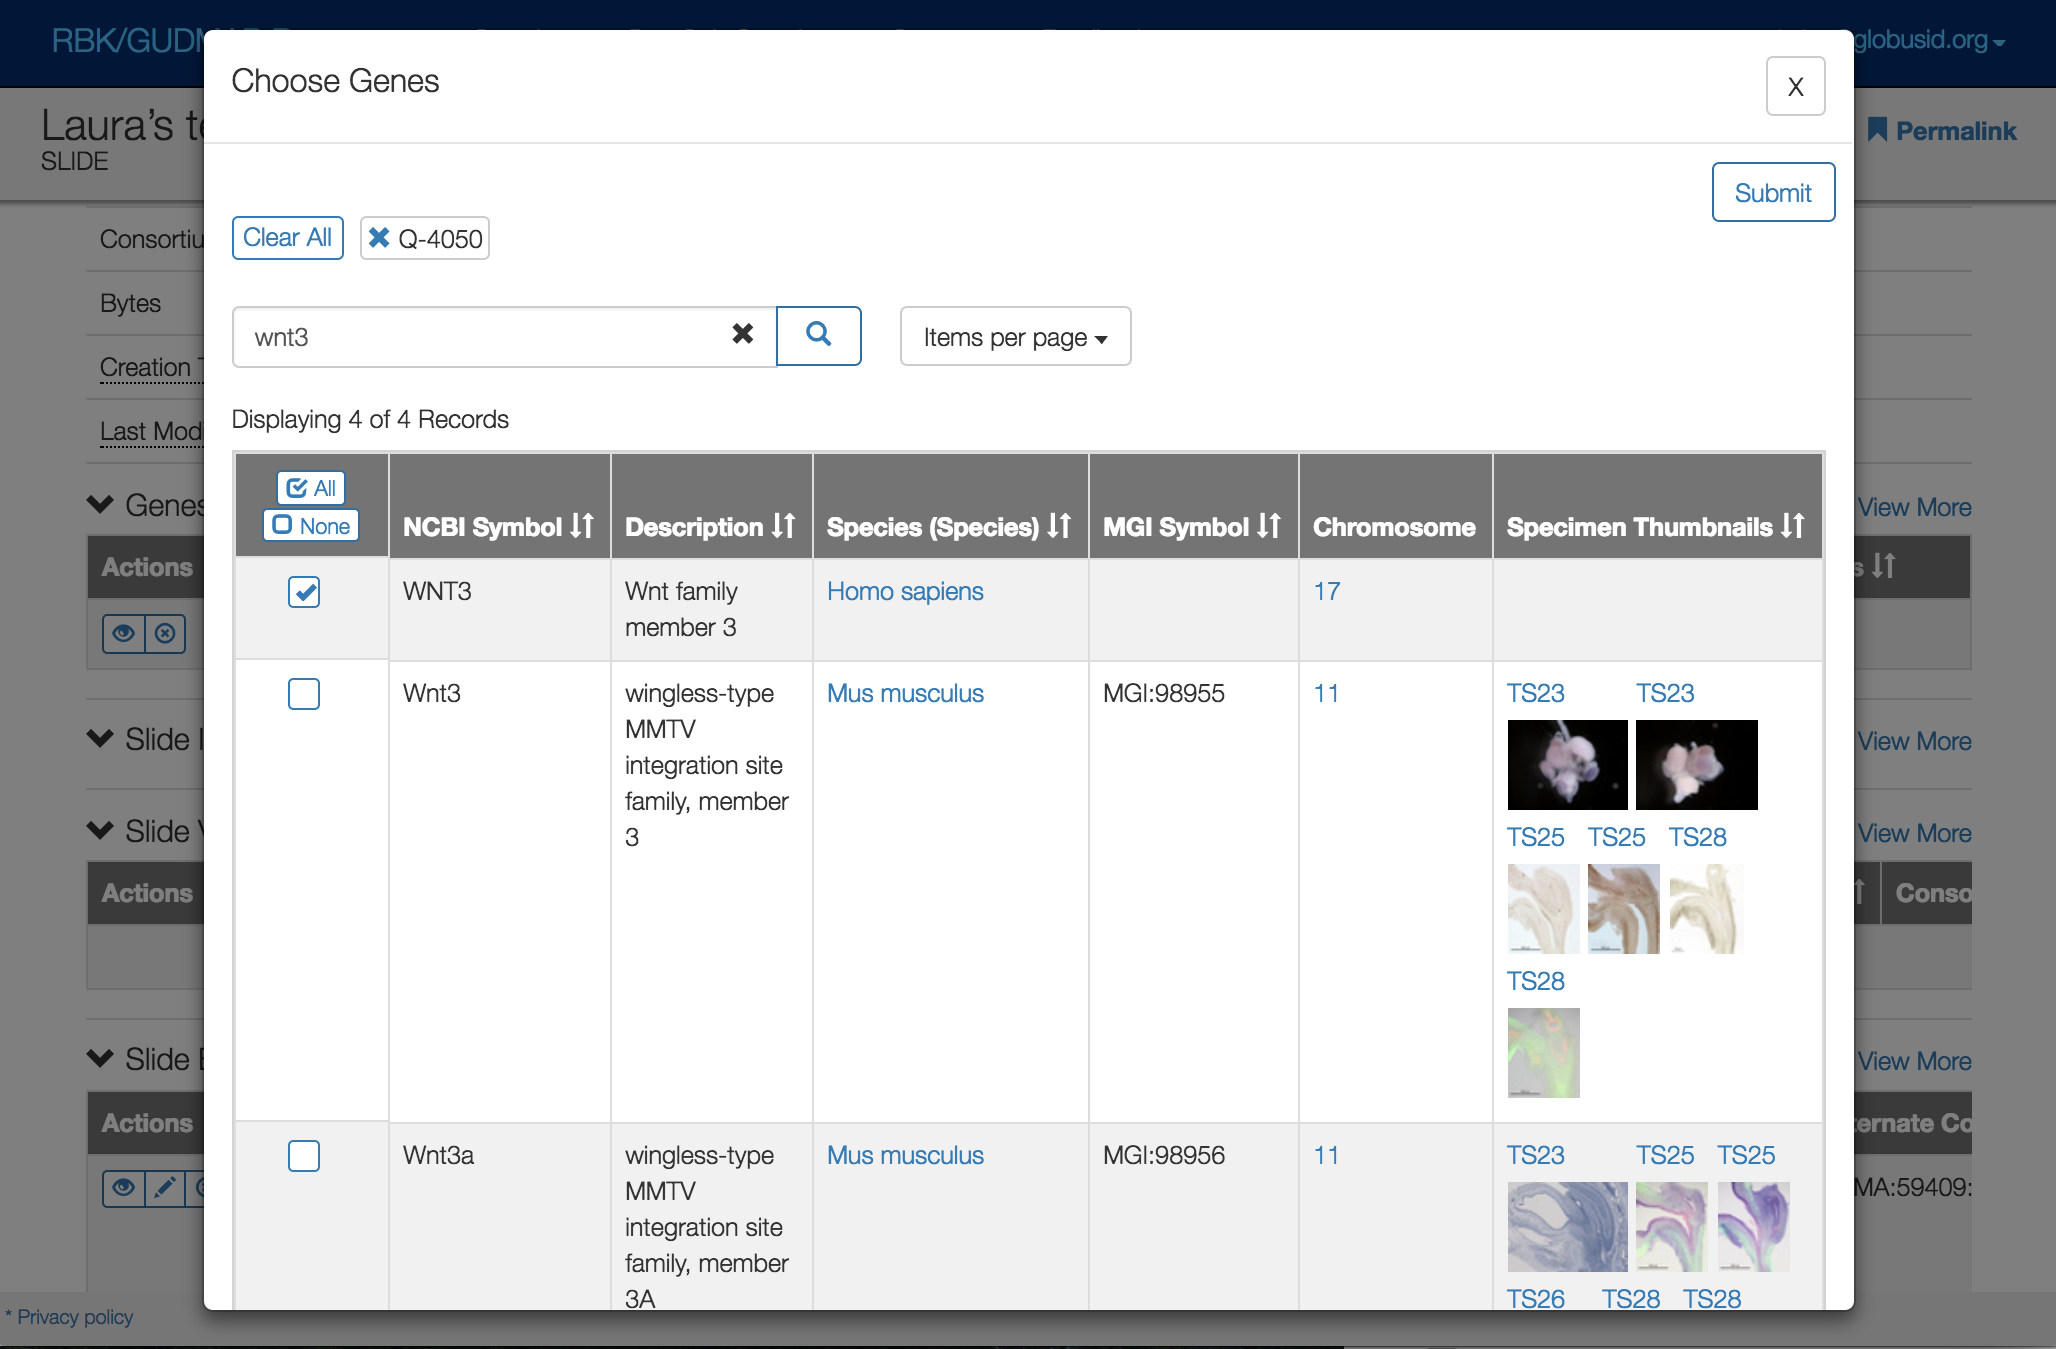 RBK/GUDM
globusid.org
Choose Genes
X
Laura's te
SLIDE
Permalink
Submit
Clear All
Q-4050
Consortiu
Bytes
Creation T
Last Mod
wnt3
Items per page
Displaying 4 of 4 Records
All
None
NCBI Symbol
Description
Species (Species)
MGI Symbol
Chromosome
Specimen Thumbnails
Genes
View More
Actions
s
WNT3
Wnt family
member 3
Homo sapiens
17
Wnt3
wingless-type
MMTV
integration site
family, member
3
Mus musculus
MGI:98955
11
TS23
TS23
TS25
TS25
TS28
TS28
Slide I
View More
Slide V
View More
Actions
Conso
Slide E
View More
Actions
ernate Co
MA:59409:
Wnt3a
wingless-type
MMTV
integration site
family, member
3A
Mus musculus
MGI:98956
11
TS23
TS25
TS25
TS26
TS28
TS28
* Privacy policy